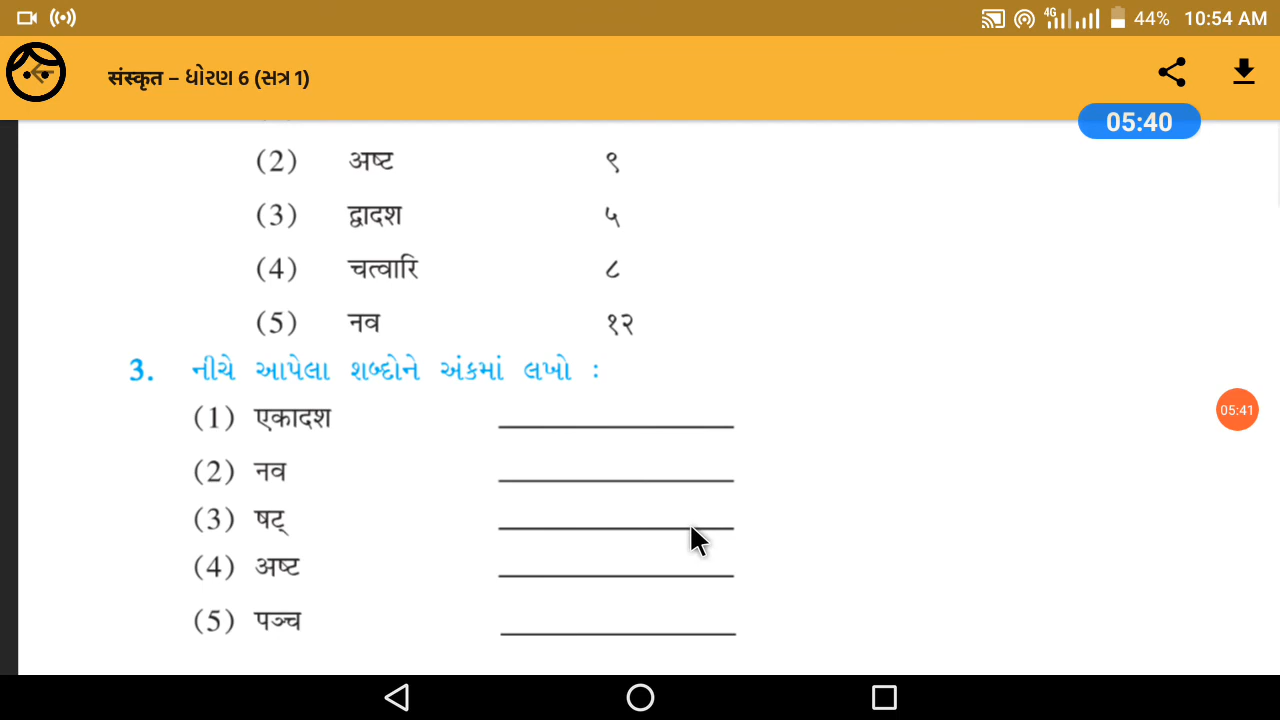 4G 44% 10:54 AM
संस्कृत – ધોરણ 6 (સત્ર 1)
05:40
(2) अष्ट ९
(3) द्वादश ५
(4) चत्वारि ८
(5) नव १२
3. નીચે આપેલા શબ્દોને અંકમાં લખો :
(1) एकादश
05:41
(2) नव
(3) षट्
(4) अष्ट
(5) पञ्च